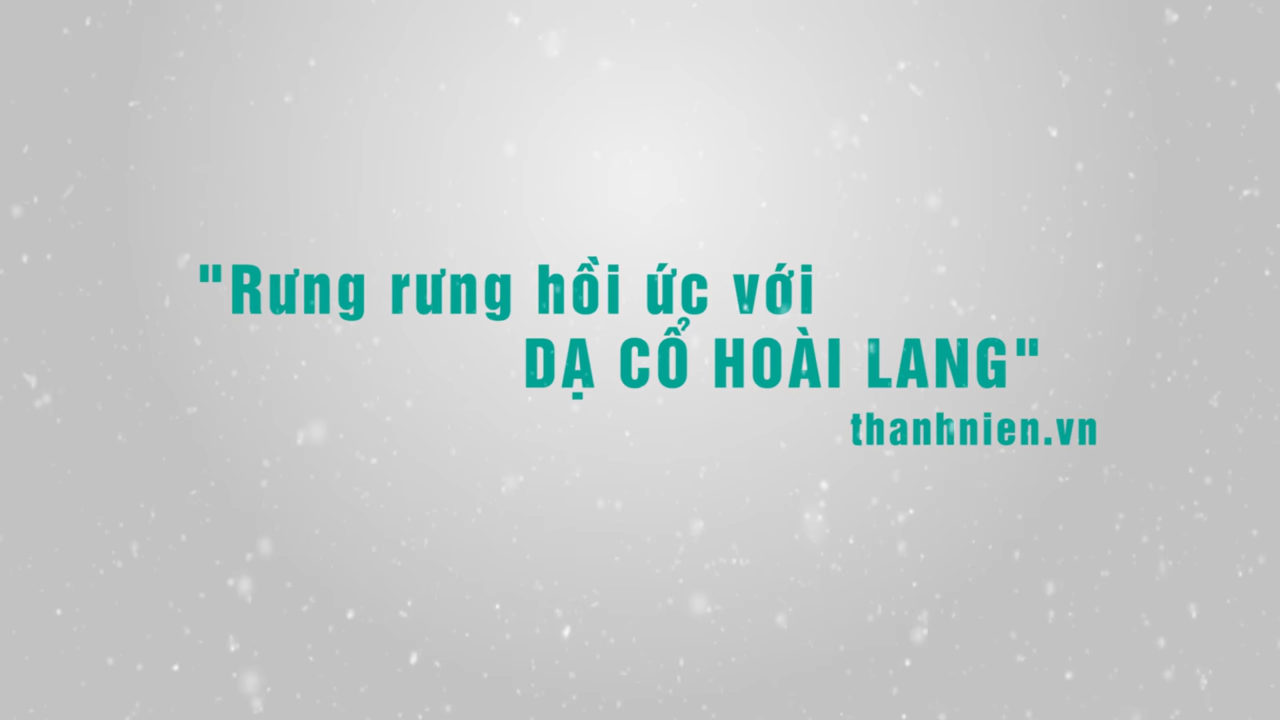 "Rưng rưng hồi ức với
DẠ CỔ HOÀI LANG"
thanhnien.vn